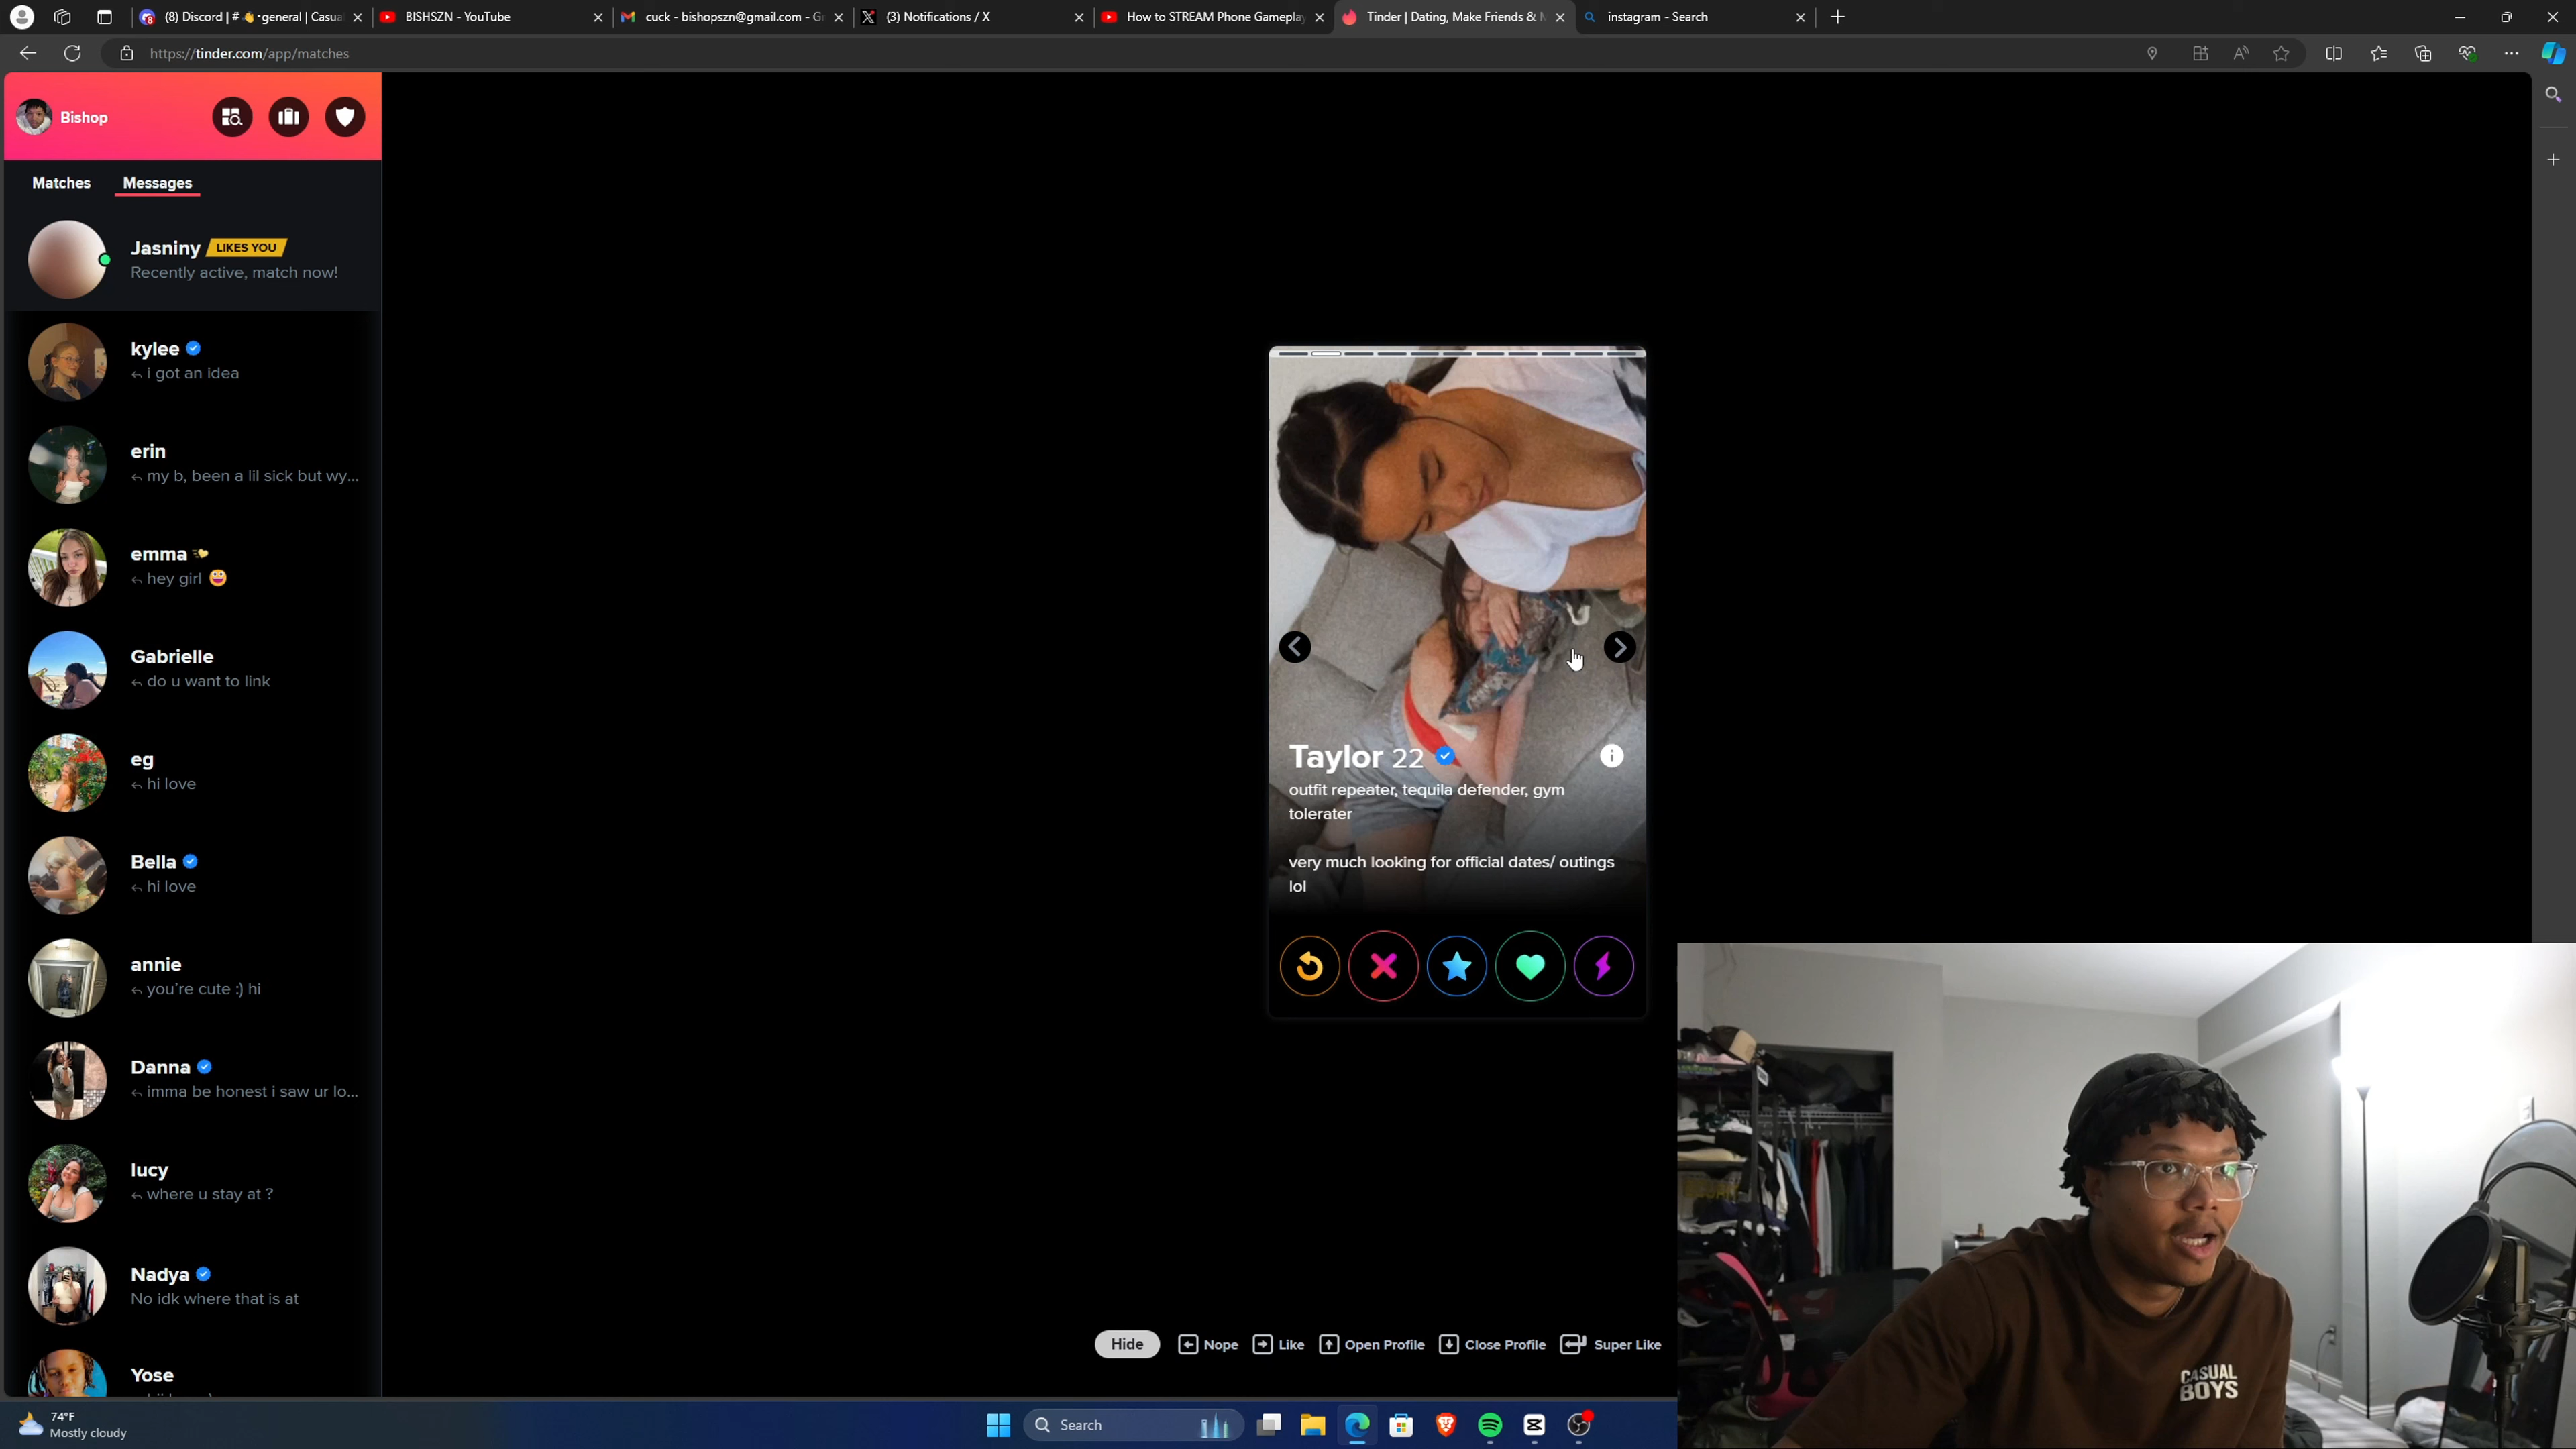 (8) Discord | # 👋・general | Casua
BISHSZN - YouTube
cuck - bishopszn@gmail.com - G
(3) Notifications / X
How to STREAM Phone Gameplay
Tinder | Dating, Make Friends & M
instagram - Search
https://tinder.com/app/matches
Bishop
Matches
Messages
Jasniny LIKES YOU
Recently active, match now!
kylee
i got an idea
erin
my b, been a lil sick but wy...
emma
hey girl 😀
Gabrielle
do u want to link
eg
hi love
Bella
hi love
annie
you're cute :) hi
Danna
imma be honest i saw ur lo...
lucy
where u stay at ?
Nadya
No idk where that is at
Yose
Taylor 22
outfit repeater, tequila defender, gym
tolerater
very much looking for official dates/ outings
lol
Hide
Nope
Like
Open Profile
Close Profile
Super Like
CASUAL
BOYS
74°F
Mostly cloudy
Search